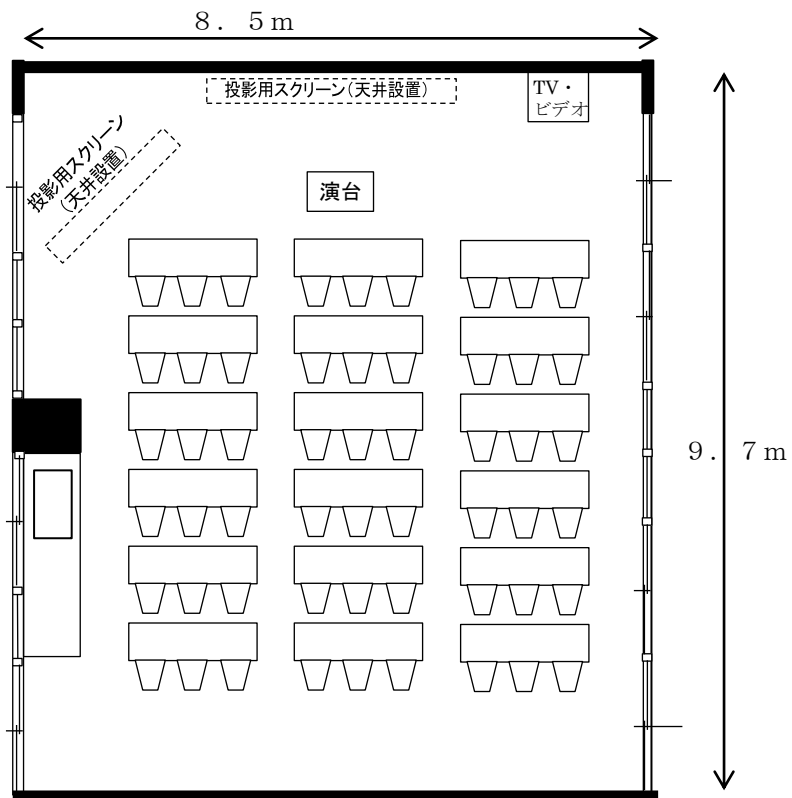 ８．５ｍ
投影用スクリーン(天井設置)
TV・
ビデオ
投影用スクリーン
(天井設置)
演台
９．７ｍ